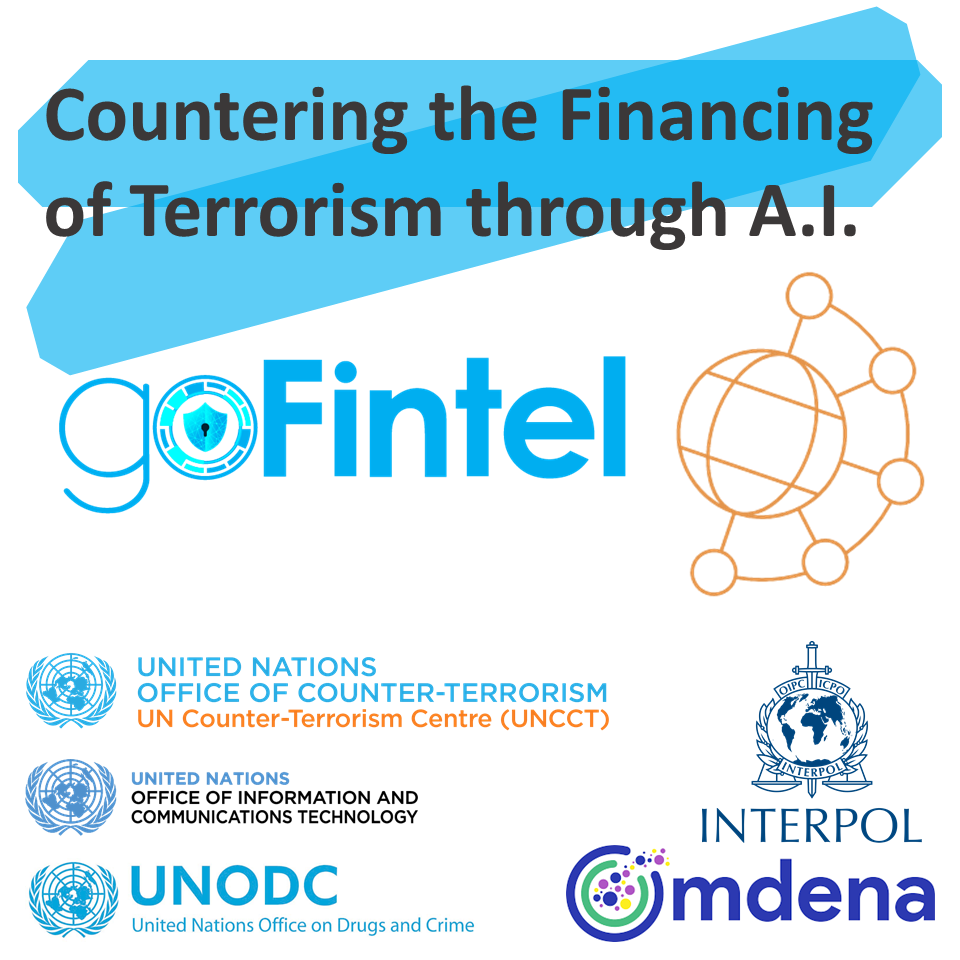 Countering the Financing
of Terrorism through A.I.
goFintel
UNITED NATIONS
OFFICE OF COUNTER-TERRORISM
UN Counter-Terrorism Centre (UNCCT)
UNITED NATIONS
OFFICE OF INFORMATION AND
COMMUNICATIONS TECHNOLOGY
UNODC
United Nations Office on Drugs and Crime
OIPC ICPO
INTERPOL
INTERPOL
Omdena